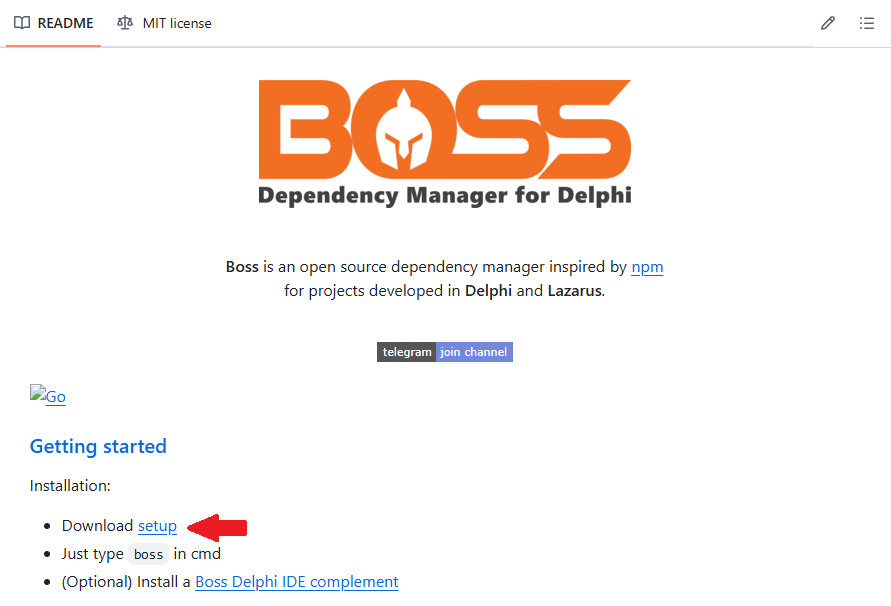 README
MIT license
BOSS
Dependency Manager for Delphi
Boss is an open source dependency manager inspired by npm
for projects developed in Delphi and Lazarus.
telegram join channel
Go
Getting started
Installation:
Download setup
Just type boss in cmd
(Optional) Install a Boss Delphi IDE complement